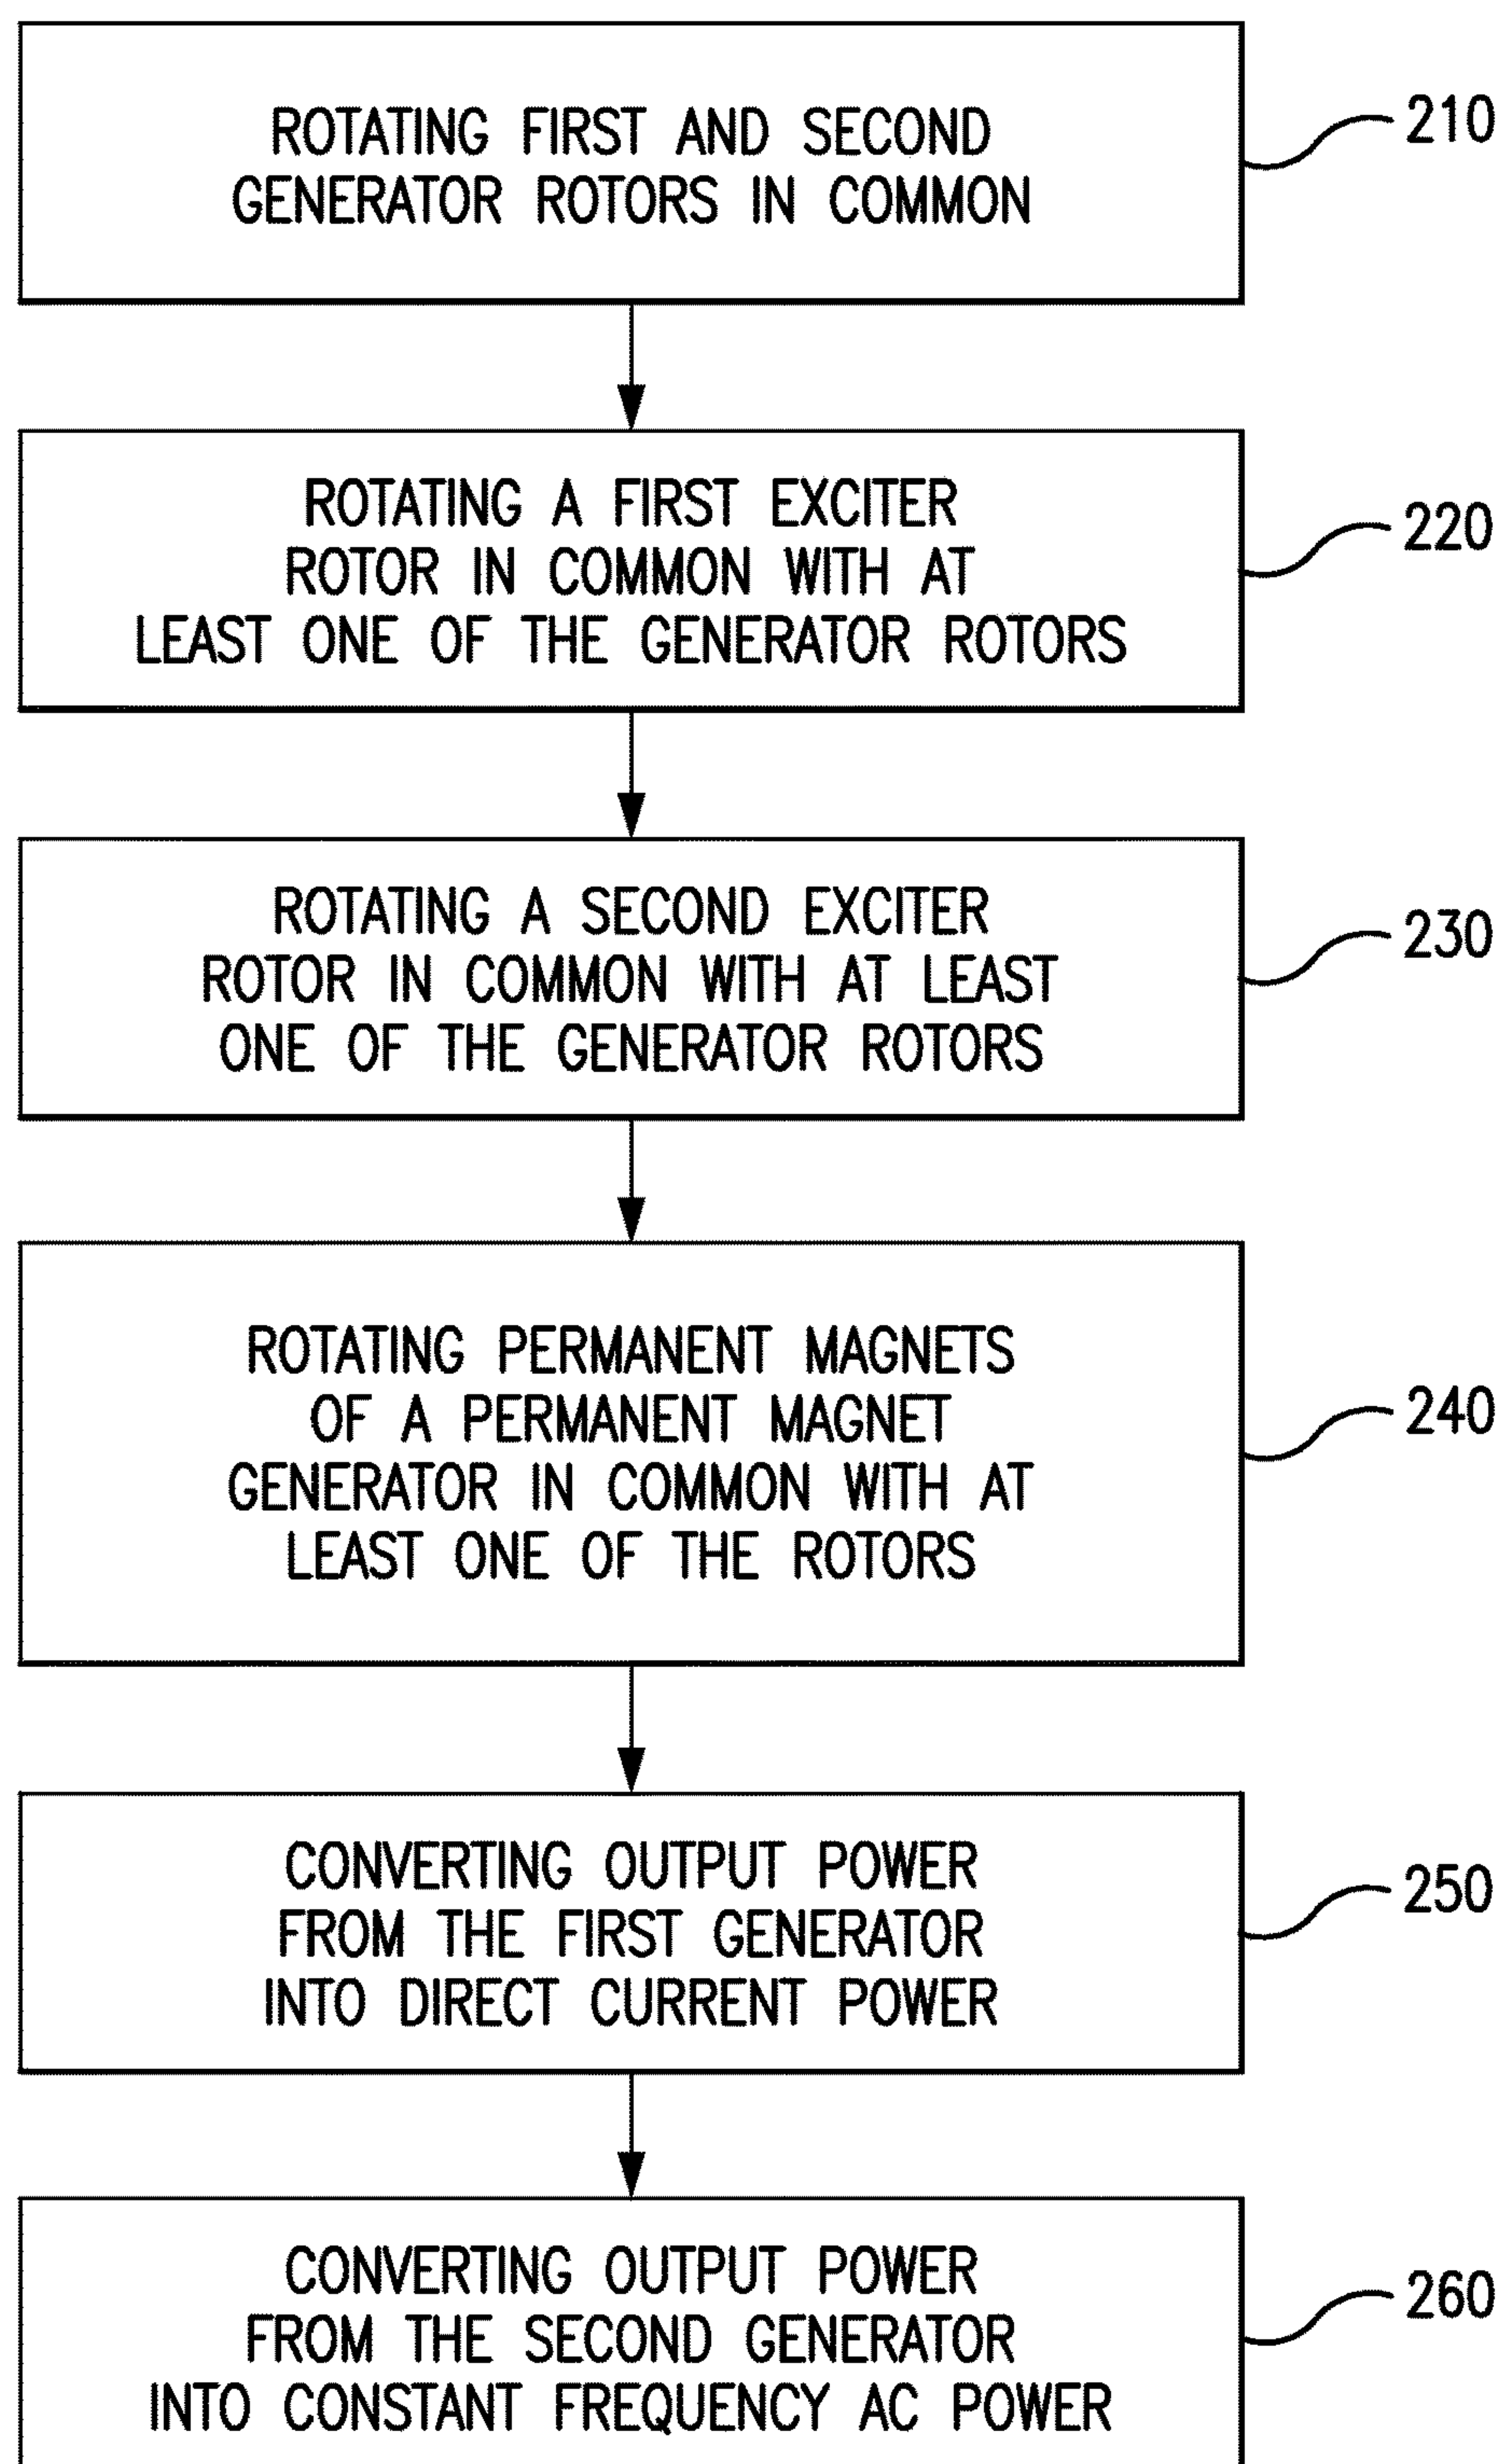 ROTATING FIRST AND SECOND
GENERATOR ROTORS IN COMMON
210
ROTATING A FIRST EXCITER
ROTOR IN COMMON WITH AT
LEAST ONE OF THE GENERATOR ROTORS
220
ROTATING A SECOND EXCITER
ROTOR IN COMMON WITH AT LEAST
ONE OF THE GENERATOR ROTORS
230
ROTATING PERMANENT MAGNETS
OF A PERMANENT MAGNET
GENERATOR IN COMMON WITH AT
LEAST ONE OF THE ROTORS
240
CONVERTING OUTPUT POWER
FROM THE FIRST GENERATOR
INTO DIRECT CURRENT POWER
250
CONVERTING OUTPUT POWER
FROM THE SECOND GENERATOR
INTO CONSTANT FREQUENCY AC POWER
260